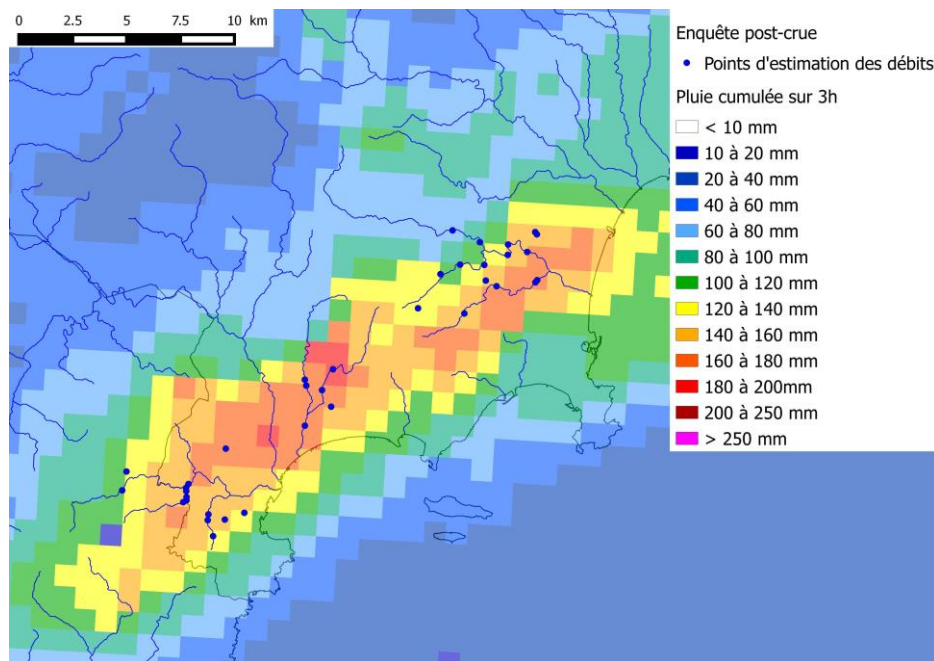 0 2.5 5 7.5 10 km
Enquête post-crue
Points d'estimation des débits
Pluie cumulée sur 3h
< 10 mm
10 à 20 mm
20 à 40 mm
40 à 60 mm
60 à 80 mm
80 à 100 mm
100 à 120 mm
120 à 140 mm
140 à 160 mm
160 à 180 mm
180 à 200mm
200 à 250 mm
> 250 mm